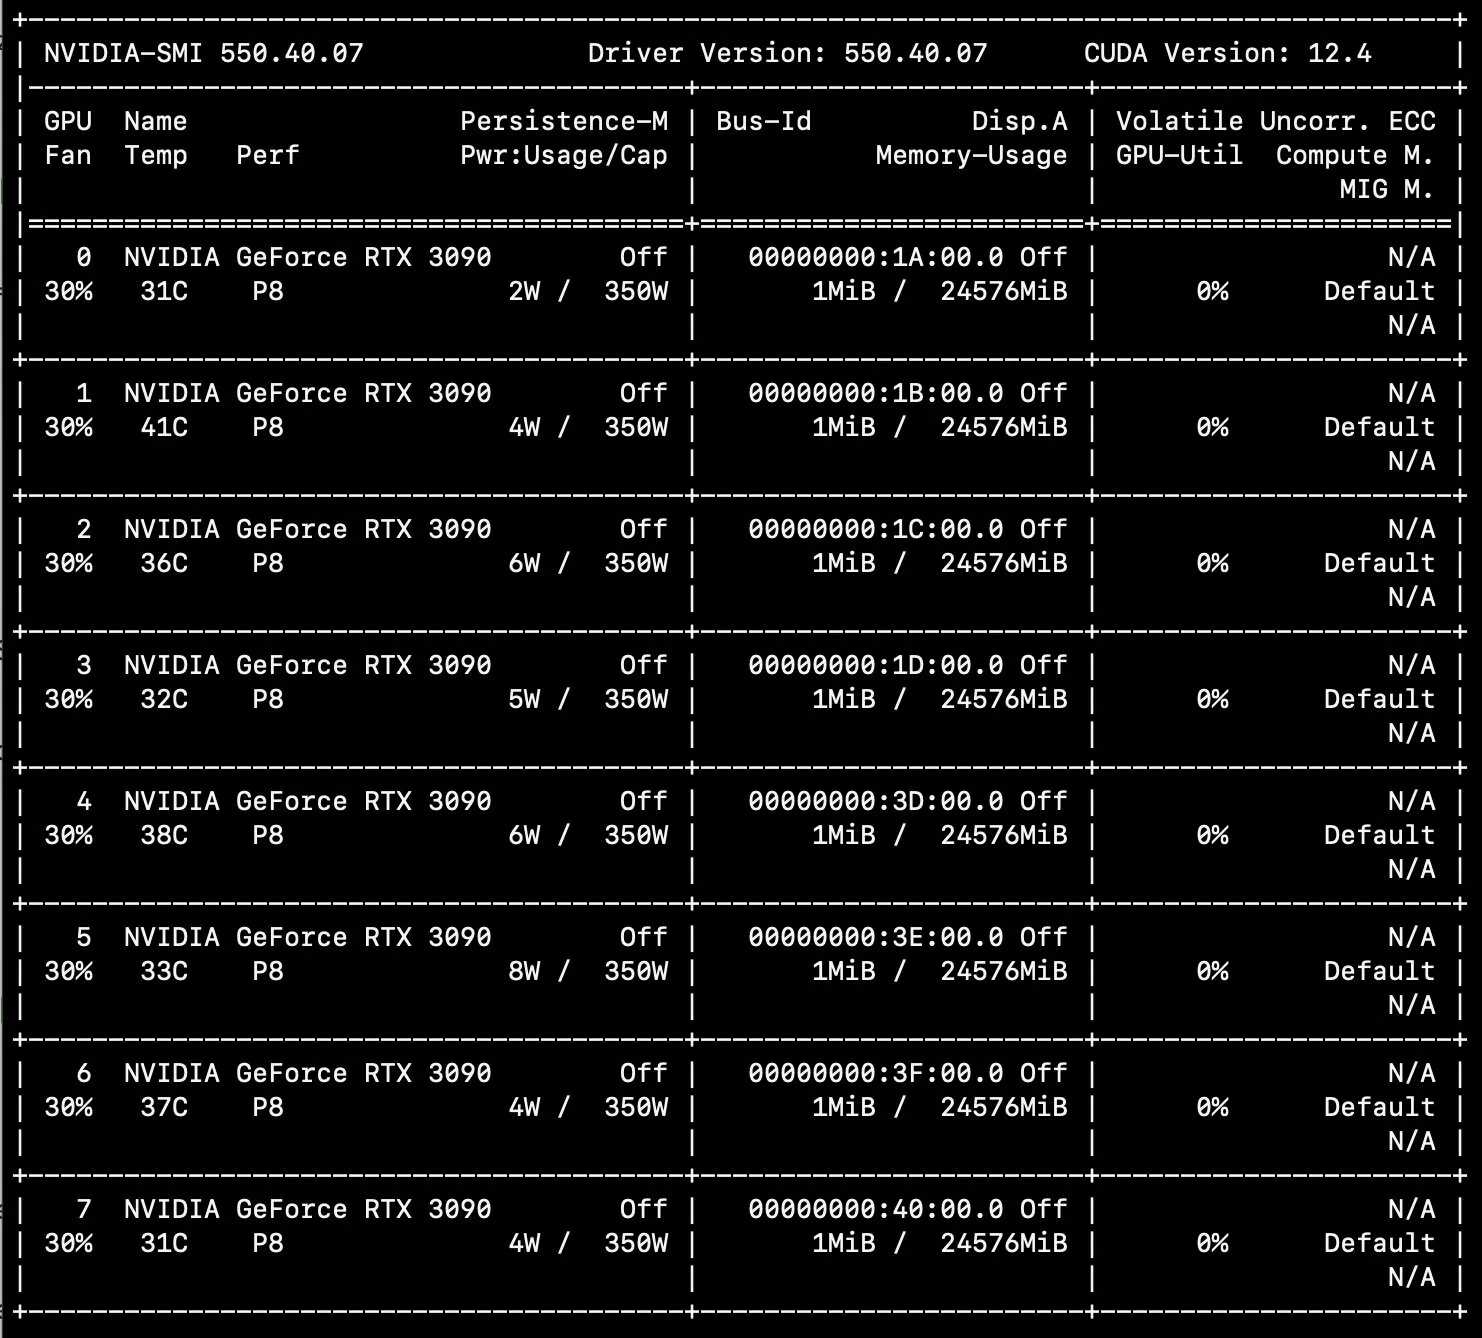 +-----------------------------------------------------------------------------------------+
| NVIDIA-SMI 550.40.07              Driver Version: 550.40.07      CUDA Version: 12.4     |
|-----------------------------------------+------------------------+----------------------+
| GPU  Name                 Persistence-M | Bus-Id          Disp.A | Volatile Uncorr. ECC |
| Fan  Temp   Perf          Pwr:Usage/Cap |           Memory-Usage | GPU-Util  Compute M. |
|                                         |                        |               MIG M. |
|=========================================+========================+======================|
|   0  NVIDIA GeForce RTX 3090        Off |   00000000:1A:00.0 Off |                  N/A |
| 30%   31C    P8              2W /  350W |       1MiB /  24576MiB |      0%      Default |
|                                         |                        |                  N/A |
+-----------------------------------------+------------------------+----------------------+
|   1  NVIDIA GeForce RTX 3090        Off |   00000000:1B:00.0 Off |                  N/A |
| 30%   41C    P8              4W /  350W |       1MiB /  24576MiB |      0%      Default |
|                                         |                        |                  N/A |
+-----------------------------------------+------------------------+----------------------+
|   2  NVIDIA GeForce RTX 3090        Off |   00000000:1C:00.0 Off |                  N/A |
| 30%   36C    P8              6W /  350W |       1MiB /  24576MiB |      0%      Default |
|                                         |                        |                  N/A |
+-----------------------------------------+------------------------+----------------------+
|   3  NVIDIA GeForce RTX 3090        Off |   00000000:1D:00.0 Off |                  N/A |
| 30%   32C    P8              5W /  350W |       1MiB /  24576MiB |      0%      Default |
|                                         |                        |                  N/A |
+-----------------------------------------+------------------------+----------------------+
|   4  NVIDIA GeForce RTX 3090        Off |   00000000:3D:00.0 Off |                  N/A |
| 30%   38C    P8              6W /  350W |       1MiB /  24576MiB |      0%      Default |
|                                         |                        |                  N/A |
+-----------------------------------------+------------------------+----------------------+
|   5  NVIDIA GeForce RTX 3090        Off |   00000000:3E:00.0 Off |                  N/A |
| 30%   33C    P8              8W /  350W |       1MiB /  24576MiB |      0%      Default |
|                                         |                        |                  N/A |
+-----------------------------------------+------------------------+----------------------+
|   6  NVIDIA GeForce RTX 3090        Off |   00000000:3F:00.0 Off |                  N/A |
| 30%   37C    P8              4W /  350W |       1MiB /  24576MiB |      0%      Default |
|                                         |                        |                  N/A |
+-----------------------------------------+------------------------+----------------------+
|   7  NVIDIA GeForce RTX 3090        Off |   00000000:40:00.0 Off |                  N/A |
| 30%   31C    P8              4W /  350W |       1MiB /  24576MiB |      0%      Default |
|                                         |                        |                  N/A |
+-----------------------------------------+------------------------+----------------------+